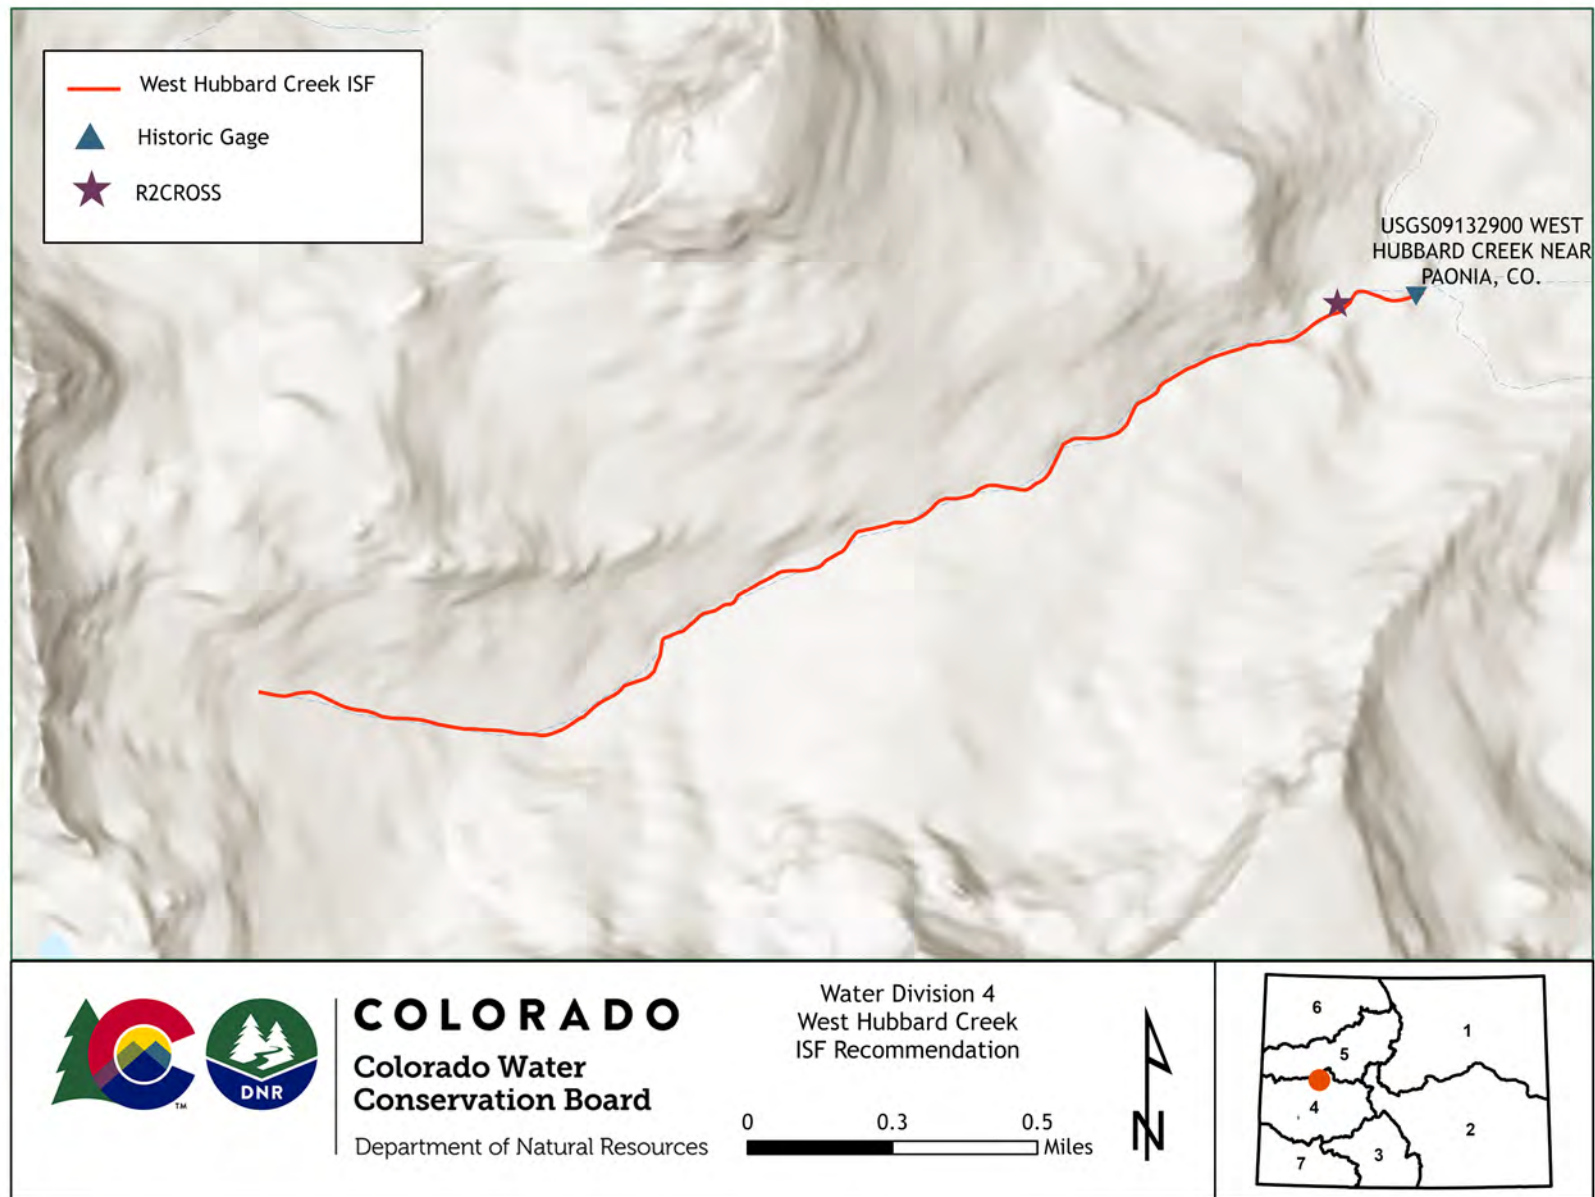 West Hubbard Creek ISF
Historic Gage
R2CROSS
USGS09132900 WEST
HUBBARD CREEK NEAR
PAONIA, CO.
COLORADO
Colorado Water
Conservation Board
Department of Natural Resources
TM
DNR
Water Division 4
West Hubbard Creek
ISF Recommendation
0 0.3 0.5
Miles
N
6
1
5
4
2
3
7